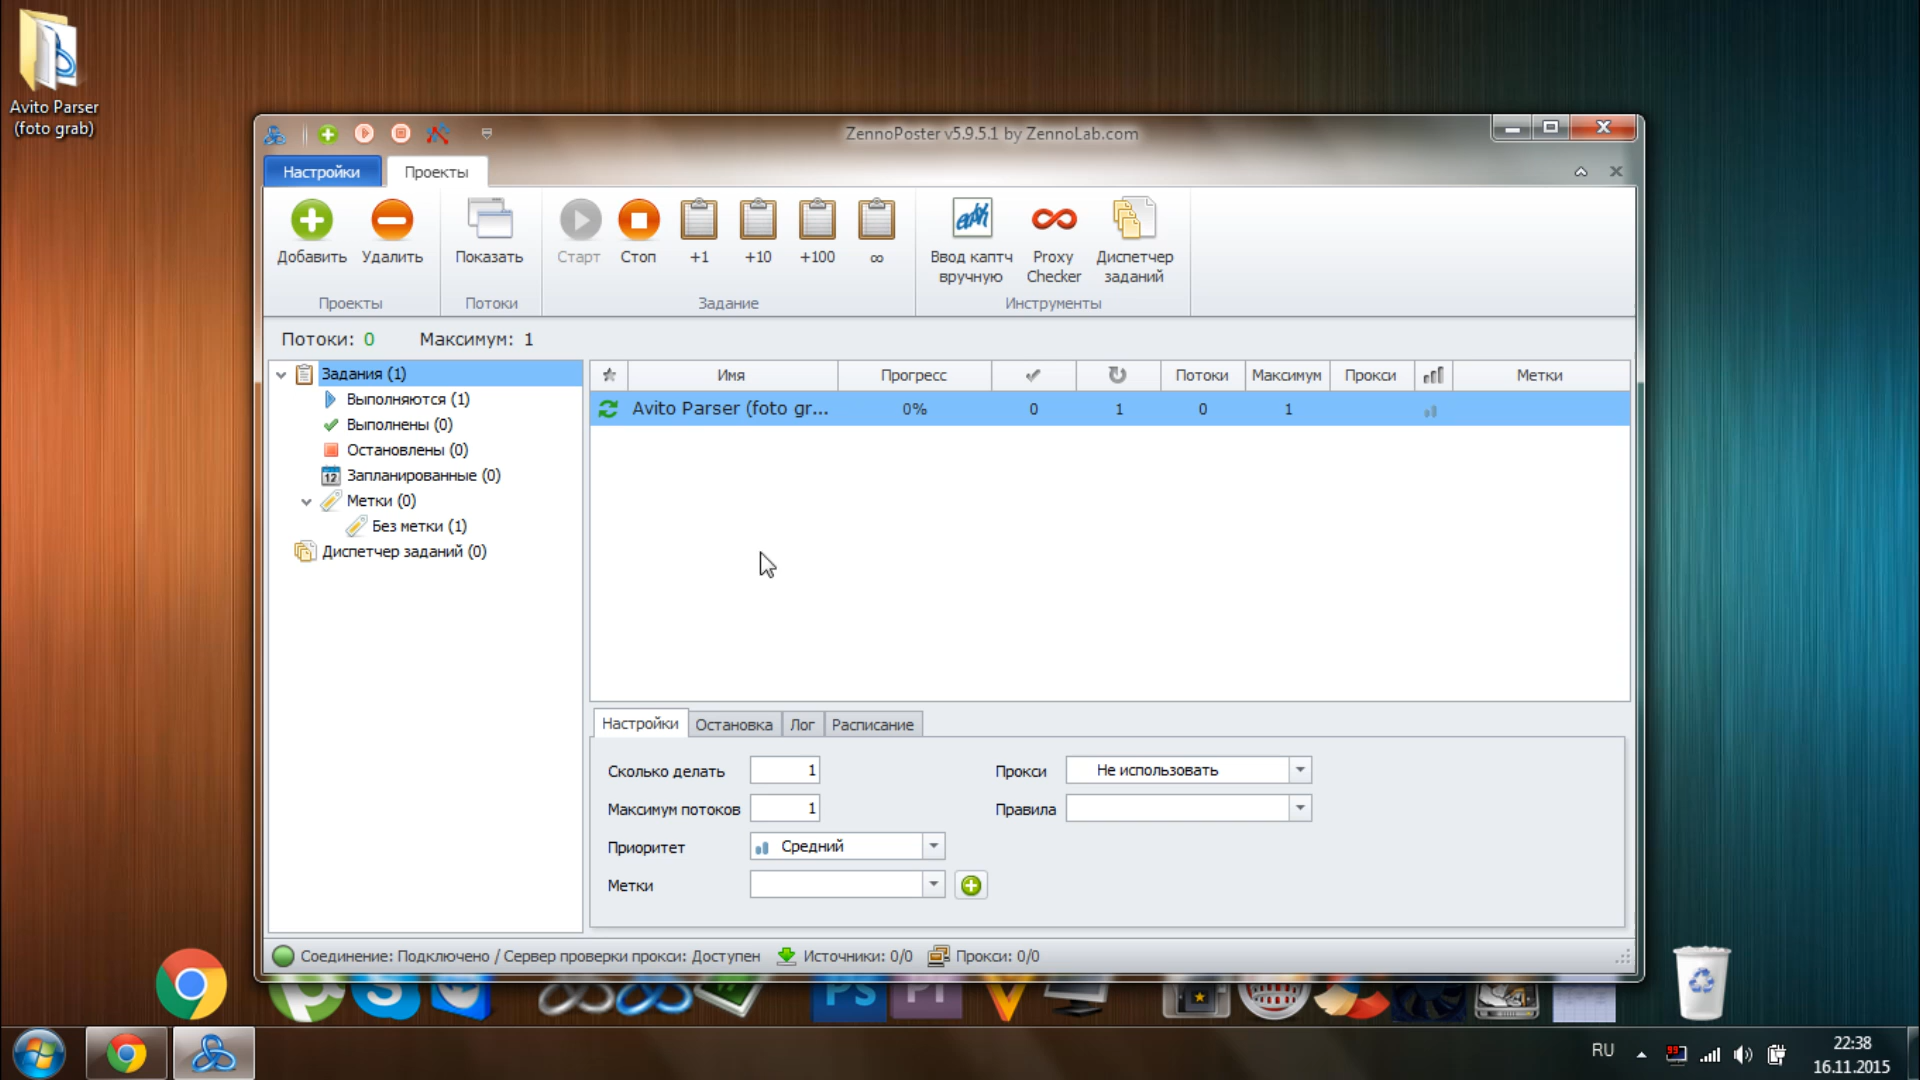 Avito Parser
(foto grab)
ZennoPoster v5.9.5.1 by ZennoLab.com
Настройки
Проекты
Добавить
Удалить
Показать
Старт
Стоп
+1
+10
+100
∞
Ввод каптч
вручную
Proxy
Checker
Диспетчер
заданий
Проекты
Потоки
Задание
Инструменты
Потоки: 0
Максимум: 1
Задания (1)
Выполняются (1)
Выполнены (0)
Остановлены (0)
12
Запланированные (0)
Метки (0)
Без метки (1)
Диспетчер заданий (0)
Имя
Прогресс
Потоки
Максимум
Прокси
Метки
Avito Parser (foto gr...
0%
0
1
0
1
Настройки
Остановка
Лог
Расписание
Сколько делать
1
Прокси
Не использовать
Максимум потоков
1
Правила
Приоритет
Средний
Метки
Соединение: Подключено / Сервер проверки прокси: Доступен
Источники: 0/0
Прокси: 0/0
PS
Pr
RU
99
22:38
16.11.2015